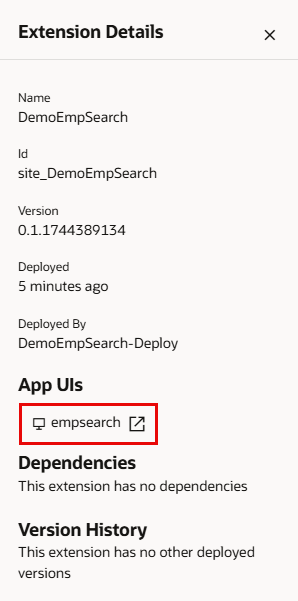 Extension Details
Name
DemoEmpSearch
Id
site_DemoEmpSearch
Version
0.1.1744389134
Deployed
5 minutes ago
Deployed By
DemoEmpSearch-Deploy
App UIs
empsearch
Dependencies
This extension has no dependencies
Version History
This extension has no other deployed
versions